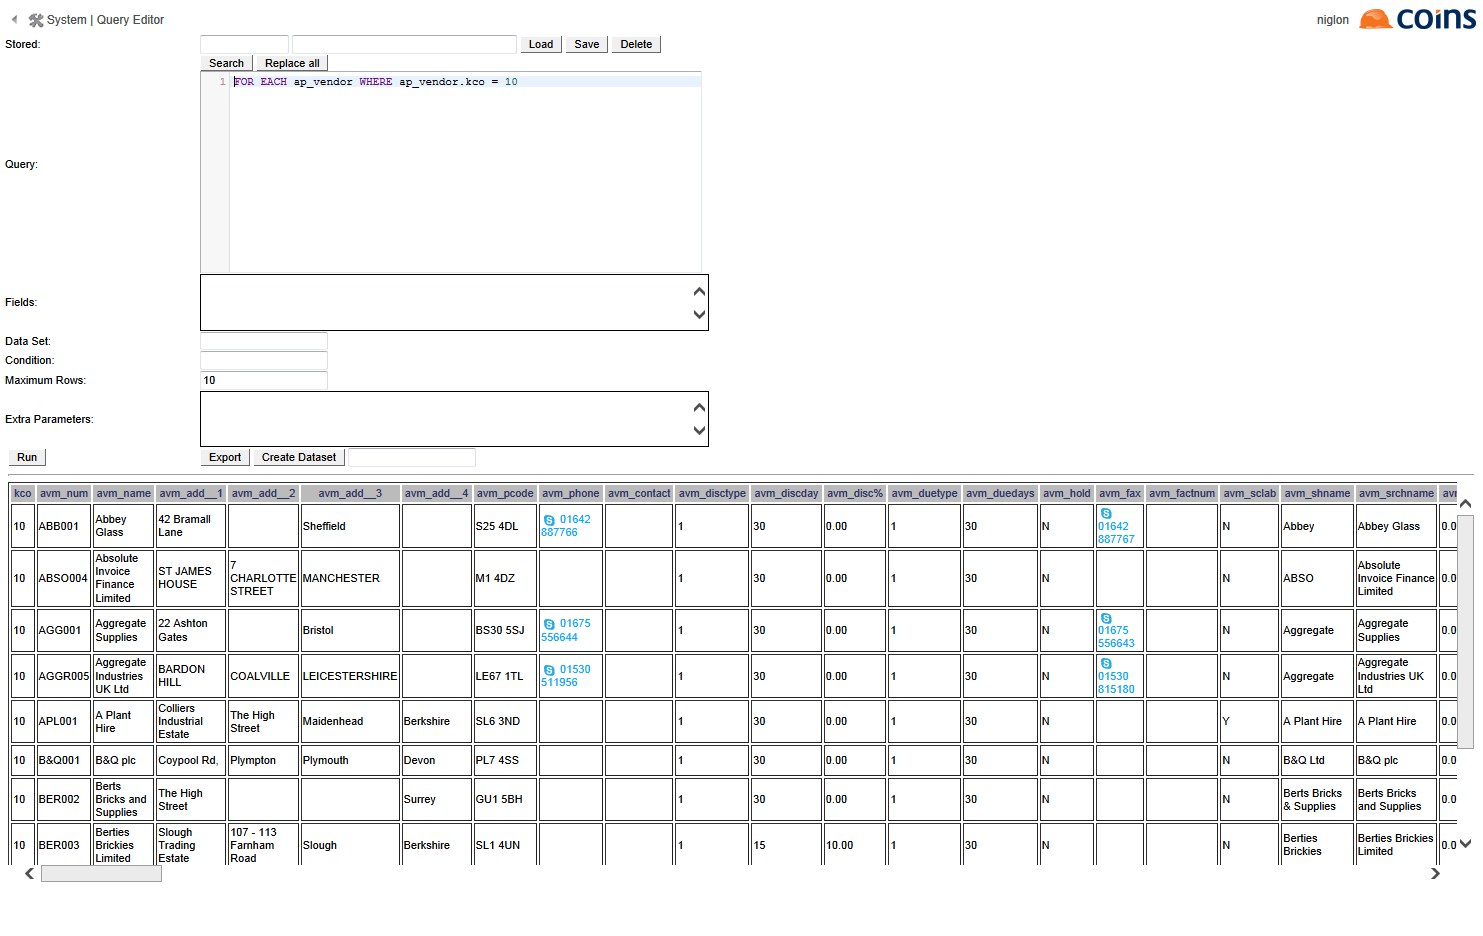 System | Query Editor
niglon
coins
Stored:
Load Save Delete
Search Replace all
1 FOR EACH ap_vendor WHERE ap_vendor.kco = 10
Query:
Fields:
Data Set:
Condition:
Maximum Rows: 10
Extra Parameters:
Run Export Create Dataset
kco avm_num avm_name avm_add__1 avm_add__2 avm_add__3 avm_add__4 avm_pcode avm_phone avm_contact avm_disctype avm_discday avm_disc% avm_duetype avm_duedays avm_hold avm_fax avm_factnum avm_sclab avm_shname avm_srchname
10 ABB001 Abbey Glass 42 Bramall Lane Sheffield S25 4DL 01642 887766 1 30 0.00 1 30 N 01642 887767 N Abbey Abbey Glass 0.0
10 ABSO004 Absolute Invoice Finance Limited ST JAMES HOUSE 7 CHARLOTTE STREET MANCHESTER M1 4DZ 1 30 0.00 1 30 N N ABSO Absolute Invoice Finance Limited 0.0
10 AGG001 Aggregate Supplies 22 Ashton Gates Bristol BS30 5SJ 01675 556644 1 30 0.00 1 30 N 01675 556643 N Aggregate Aggregate Supplies 0.0
10 AGGR005 Aggregate Industries UK Ltd BARDON HILL COALVILLE LEICESTERSHIRE LE67 1TL 01530 511956 1 30 0.00 1 30 N 01530 815180 N Aggregate Aggregate Industries UK Ltd 0.0
10 APL001 A Plant Hire Colliers Industrial Estate The High Street Maidenhead Berkshire SL6 3ND 1 30 0.00 1 30 N Y A Plant Hire A Plant Hire 0.0
10 B&Q001 B&Q plc Coypool Rd, Plympton Plymouth Devon PL7 4SS 1 30 0.00 1 30 N N B&Q Ltd B&Q plc 0.0
10 BER002 Berts Bricks and Supplies The High Street Surrey GU1 5BH 1 30 0.00 1 30 N N Berts Bricks & Supplies Berts Bricks and Supplies 0.0
10 BER003 Berties Brickies Limited Slough Trading Estate 107 - 113 Farnham Road Slough Berkshire SL1 4UN 1 15 10.00 1 30 N N Berties Brickies Berties Brickies Limited 0.0